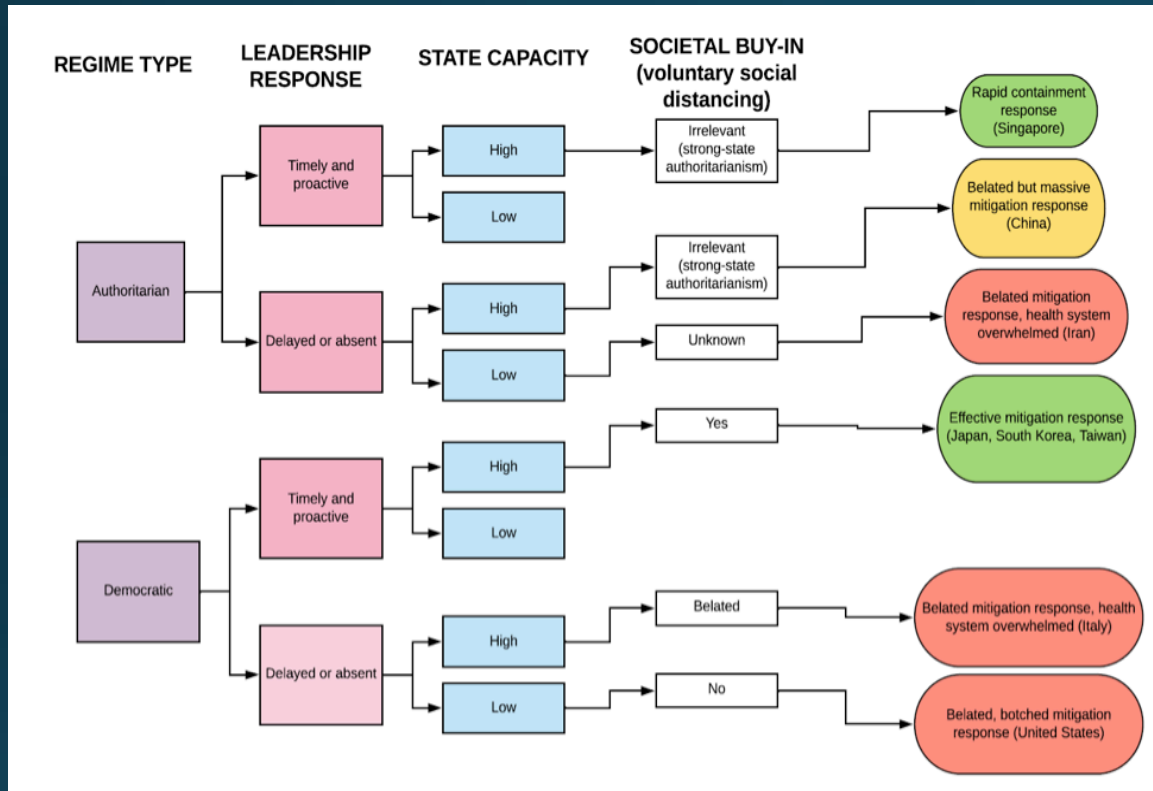 REGIME TYPE
LEADERSHIP
RESPONSE
STATE CAPACITY
SOCIETAL BUY-IN
(voluntary social
distancing)
Authoritarian
Timely and
proactive
High
Irrelevant
(strong-state
authoritarianism)
Rapid containment
response
(Singapore)
Low
Delayed or absent
High
Irrelevant
(strong-state
authoritarianism)
Belated but massive
mitigation response
(China)
Low
Unknown
Belated mitigation
response, health system
overwhelmed (Iran)
Democratic
Timely and
proactive
High
Yes
Effective mitigation response
(Japan, South Korea, Taiwan)
Low
Delayed or absent
High
Belated
Belated mitigation response, health
system overwhelmed (Italy)
Low
No
Belated, botched mitigation
response (United States)